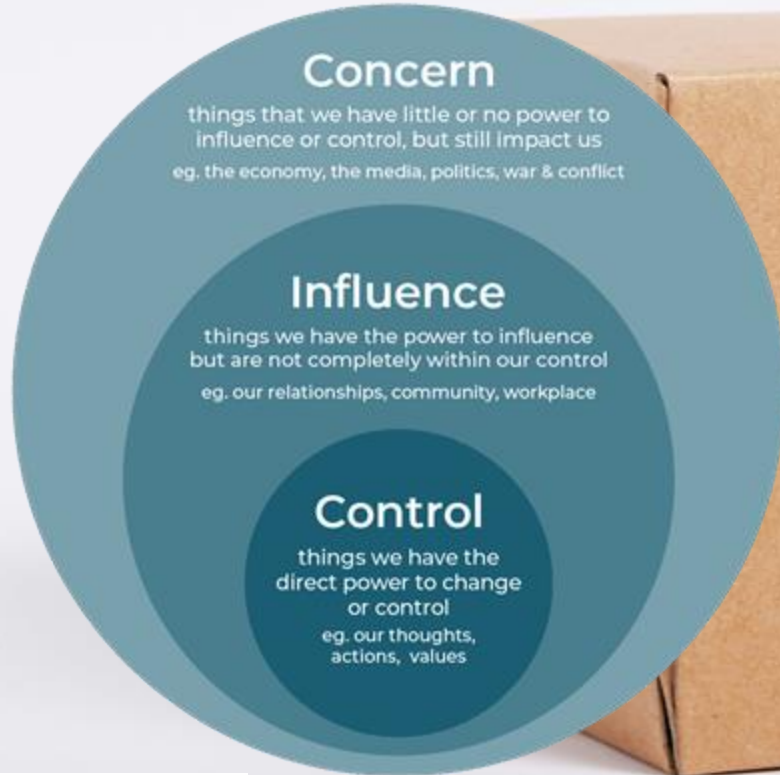 Concern
things that we have little or no power to
influence or control, but still impact us
eg. the economy, the media, politics, war & conflict
Influence
things we have the power to influence
but are not completely within our control
eg. our relationships, community, workplace
Control
things we have the
direct power to change
or control
eg. our thoughts,
actions, values